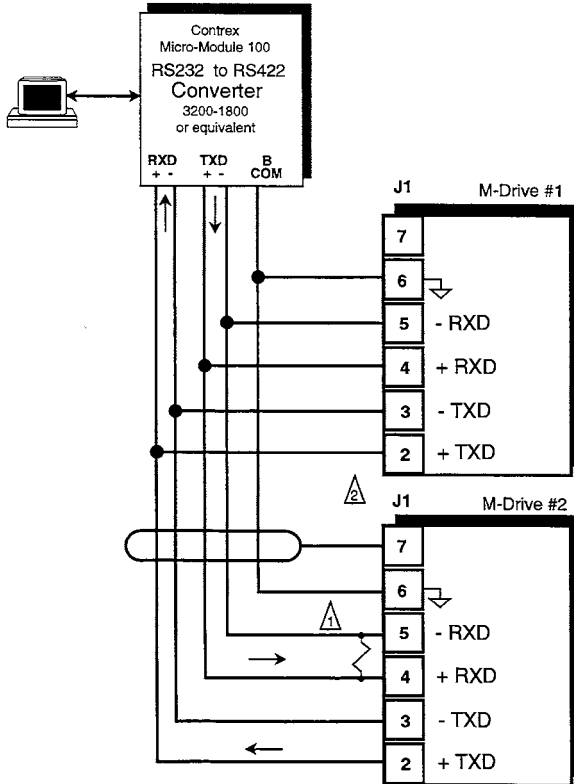 Contrex
Micro-Module 100
RS232 to RS422
Converter
3200-1800
or equivalent
RXD TXD B
+ - + - COM
J1 M-Drive #1
7
6
5 - RXD
4 + RXD
3 - TXD
2 + TXD
2
J1 M-Drive #2
7
6
1
5 - RXD
4 + RXD
3 - TXD
2 + TXD